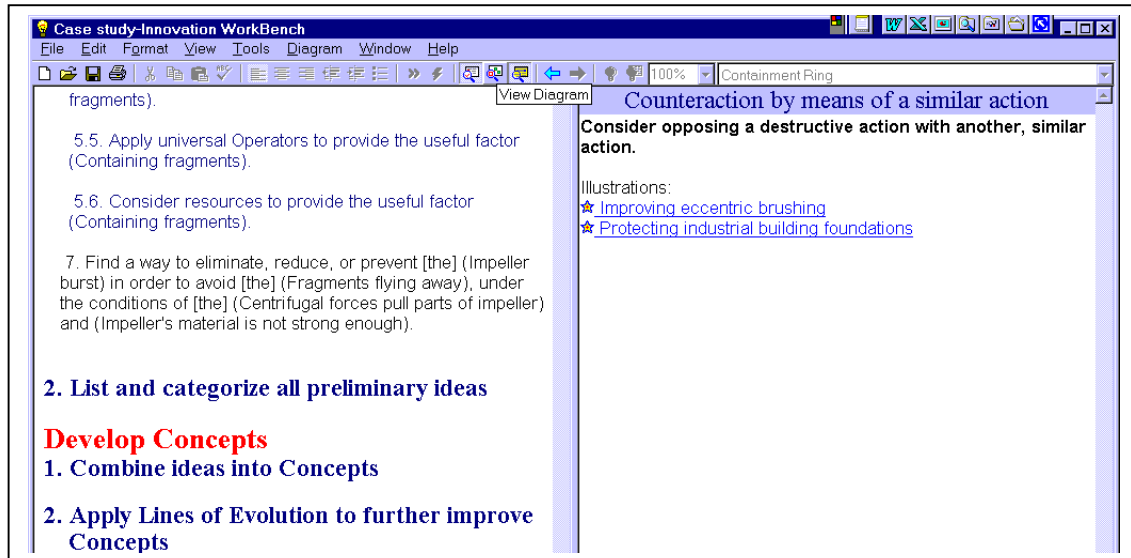 Case study-Innovation WorkBench
File Edit Format View Tools Diagram Window Help
100% Containment Ring
View Diagram
fragments).
5.5. Apply universal Operators to provide the useful factor
(Containing fragments).
5.6. Consider resources to provide the useful factor
(Containing fragments).
7. Find a way to eliminate, reduce, or prevent [the] (Impeller
burst) in order to avoid [the] (Fragments flying away), under
the conditions of [the] (Centrifugal forces pull parts of impeller)
and (Impeller's material is not strong enough).
2. List and categorize all preliminary ideas
Develop Concepts
1. Combine ideas into Concepts
2. Apply Lines of Evolution to further improve
Concepts
Counteraction by means of a similar action
Consider opposing a destructive action with another, similar
action.
Illustrations:
Improving eccentric brushing
Protecting industrial building foundations